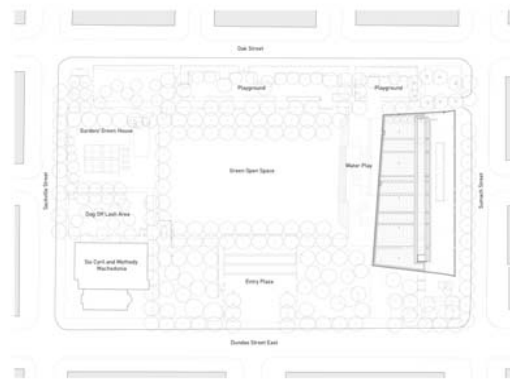 Oak Street
Playground
Playground
Garden/ Green House
Water Play
Green Open Space
Sackville Street
Sumach Street
Dog Off Leash Area
Sts Cyril and Methody
Macedonia
Entry Plaza
Dundas Street East